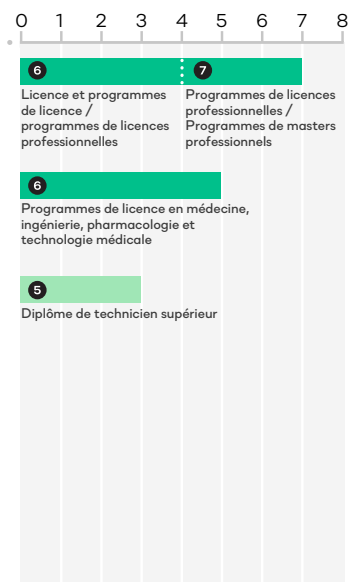 0 1 2 3 4 5 6 7 8
6 7
Licence et programmes
de licence /
programmes de licences
professionnelles
Programmes de licences
professionnelles /
Programmes de masters
professionnels
6
Programmes de licence en médecine,
ingénierie, pharmacologie et
technologie médicale
5
Diplôme de technicien supérieur